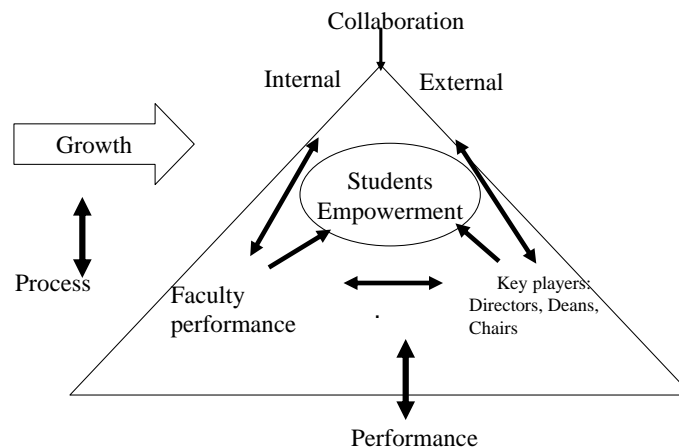 Collaboration
Internal
External
Growth
Students
Empowerment
Process
Faculty
performance
Key players:
Directors, Deans,
Chairs
.
Performance